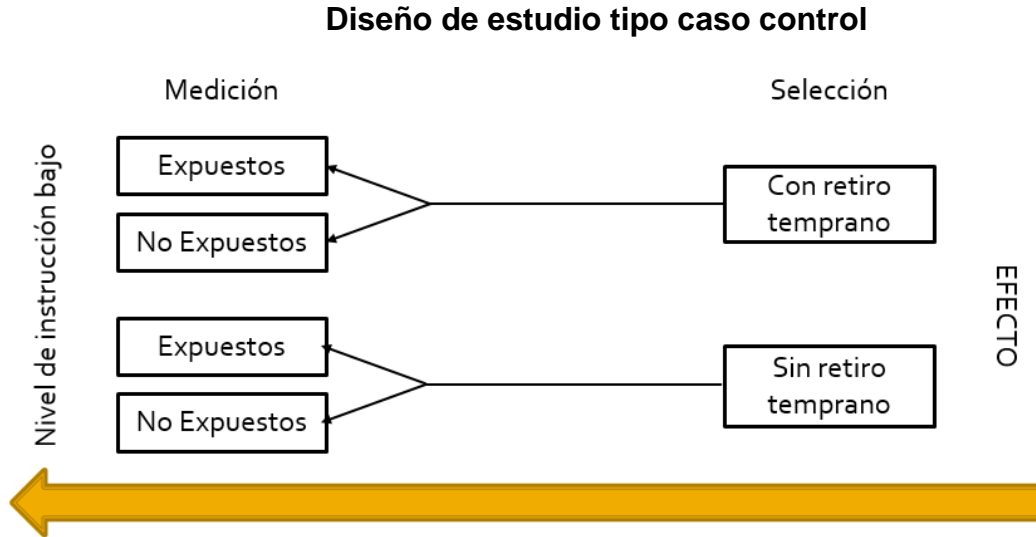 Diseño de estudio tipo caso control
Medición
Selección
Nivel de instrucción bajo
Expuestos
No Expuestos
Con retiro
temprano
Expuestos
No Expuestos
Sin retiro
temprano
EFECTO